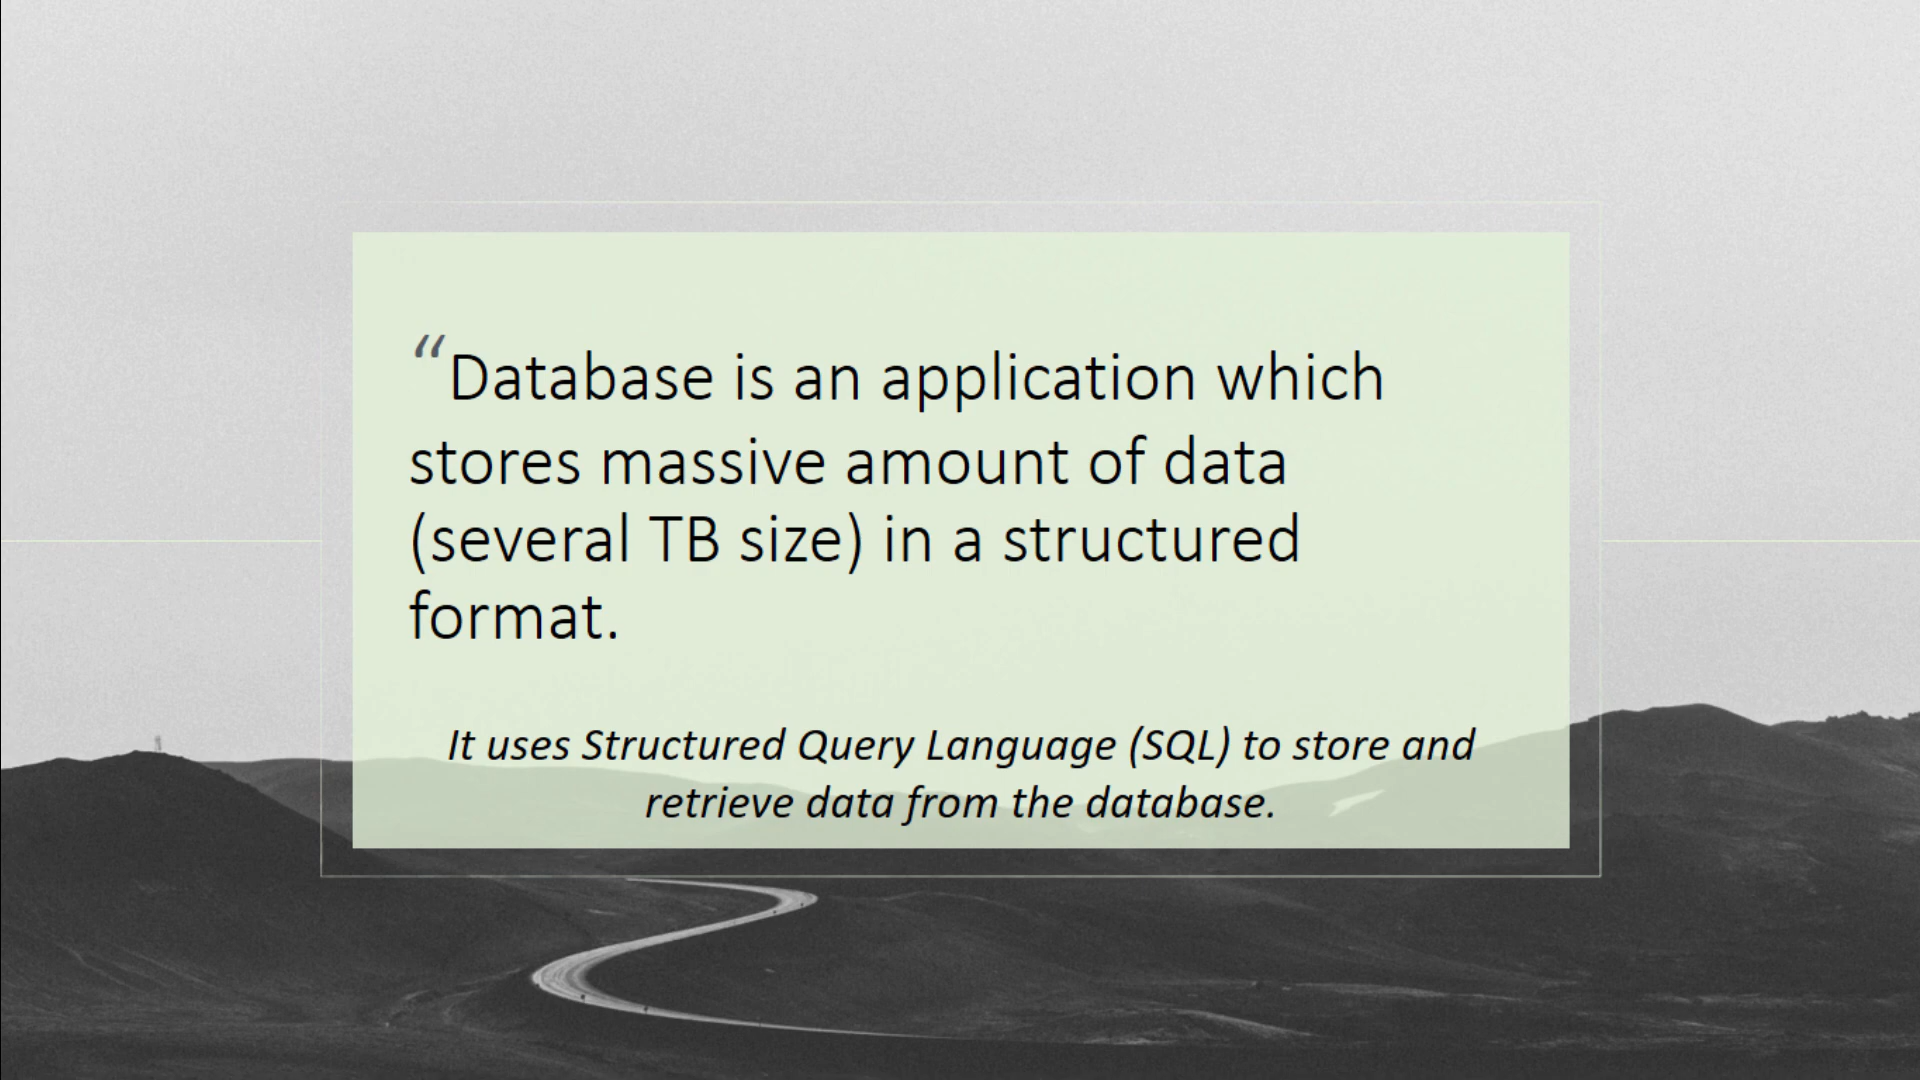 “Database is an application which
stores massive amount of data
(several TB size) in a structured
format.
It uses Structured Query Language (SQL) to store and
retrieve data from the database.